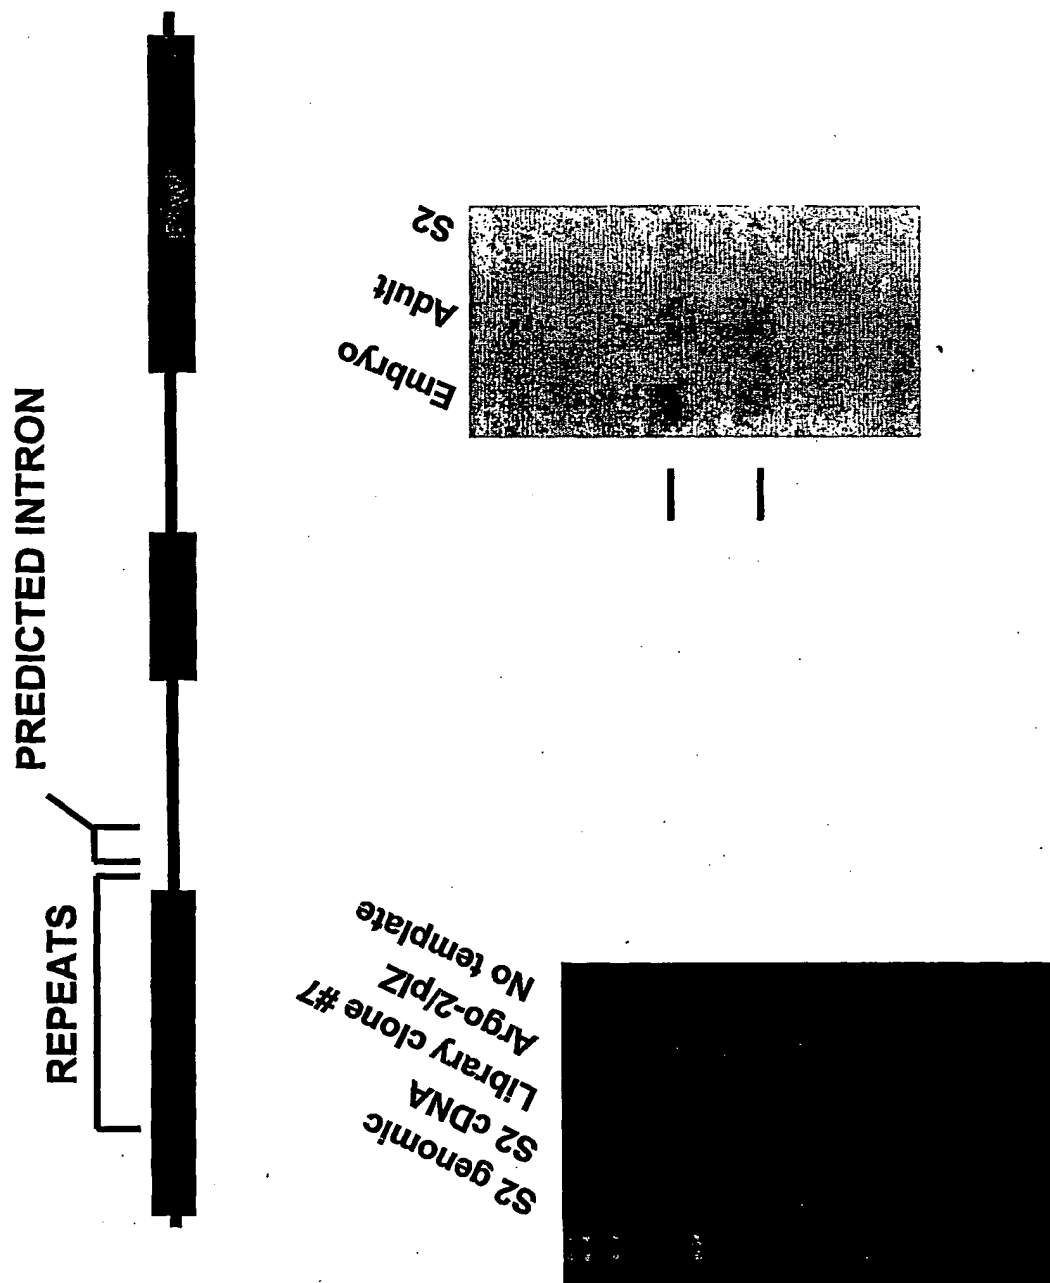 PREDICTED INTRON
REPEATS
S2
Adult
Embryo
No template
Argo-2/pIZ
Library clone #7
S2 cDNA
S2 genomic